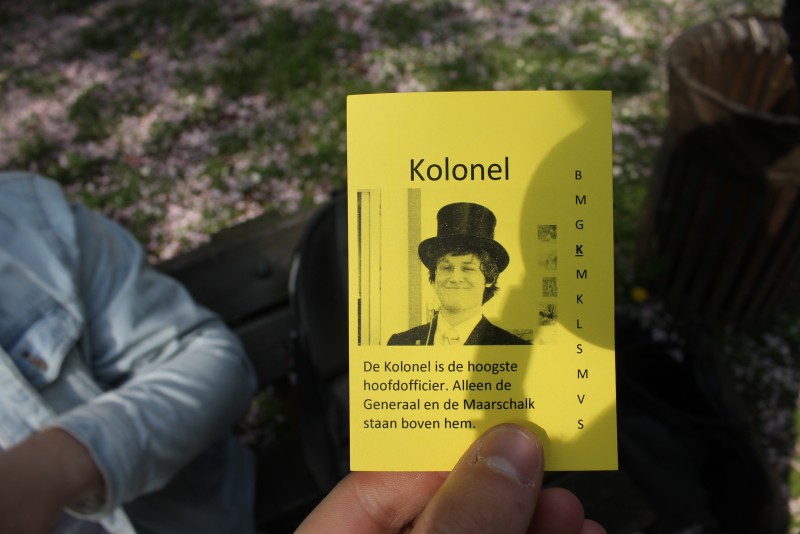 Kolonel
De Kolonel is de hoogste
hoofdofficier. Alleen de
Generaal en de Maarschalk
staan boven hem.
B
M
G
K
M
K
L
S
M
V
S